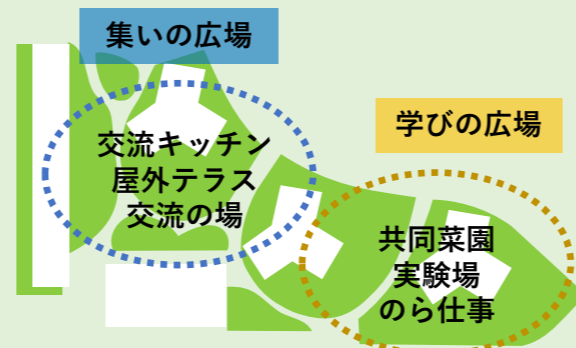 集いの広場
交流キッチン
屋外テラス
交流の場
学びの広場
共同菜園
実験場
のら仕事